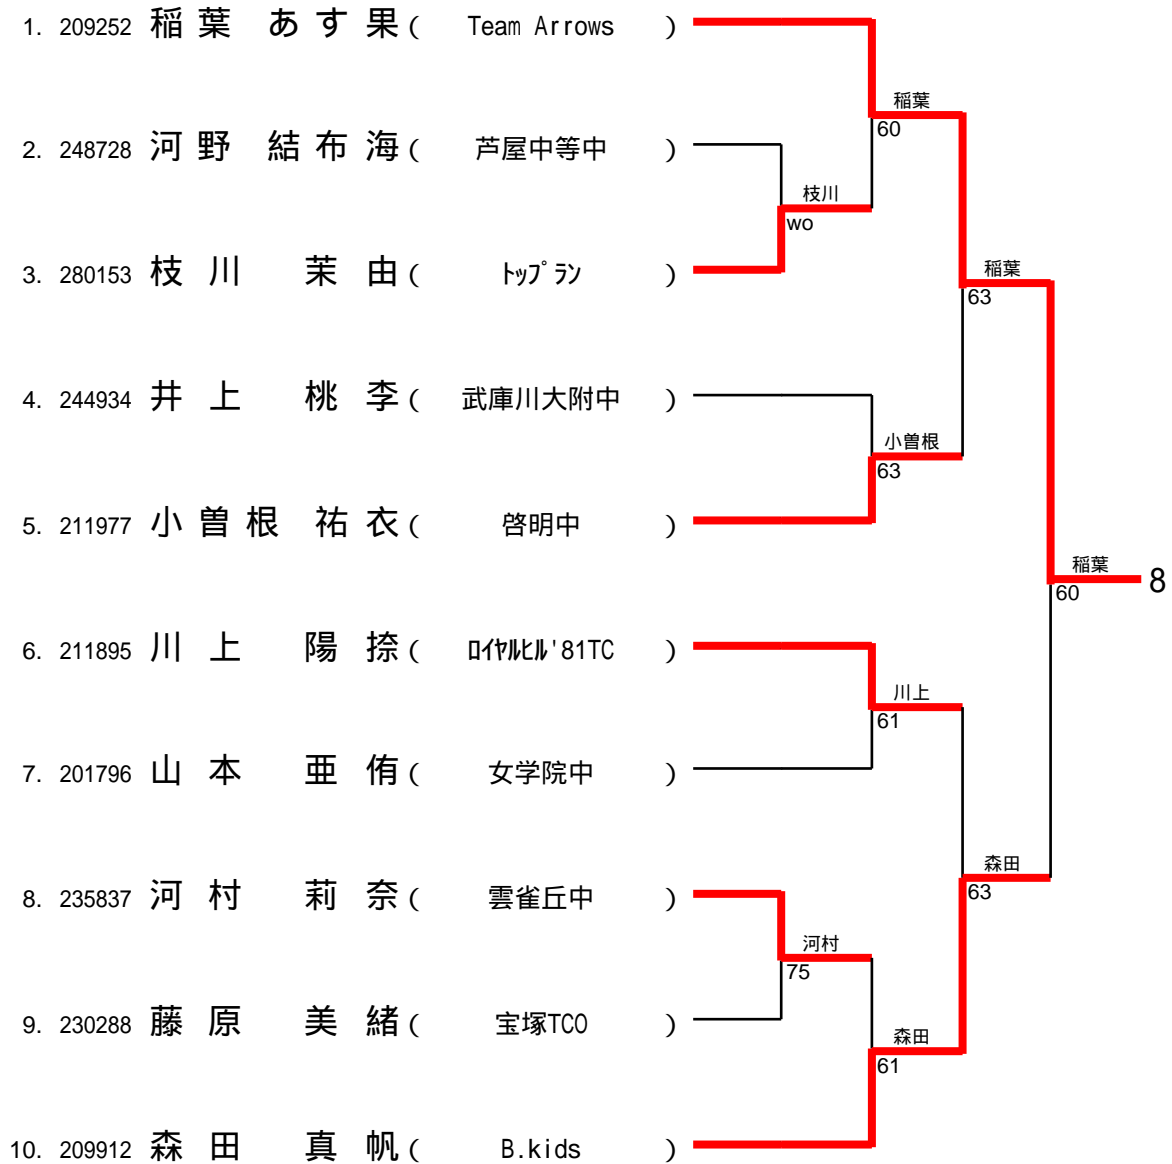 1. 209252 稲葉 あす果 ( Team Arrows )
稲葉
60
2. 248728 河野 結布海 ( 芦屋中等中 )
枝川
wo
3. 280153 枝川 茉由 ( トップラン )
稲葉
63
4. 244934 井上 桃李 ( 武庫川大附中 )
小曽根
63
5. 211977 小曽根 祐衣 ( 啓明中 )
稲葉
60
8
6. 211895 川上 陽捺 ( ロイヤルヒル'81TC )
川上
61
7. 201796 山本 亜侑 ( 女学院中 )
森田
63
8. 235837 河村 莉奈 ( 雲雀丘中 )
河村
75
9. 230288 藤原 美緒 ( 宝塚TCO )
森田
61
10. 209912 森田 真帆 ( B.kids )